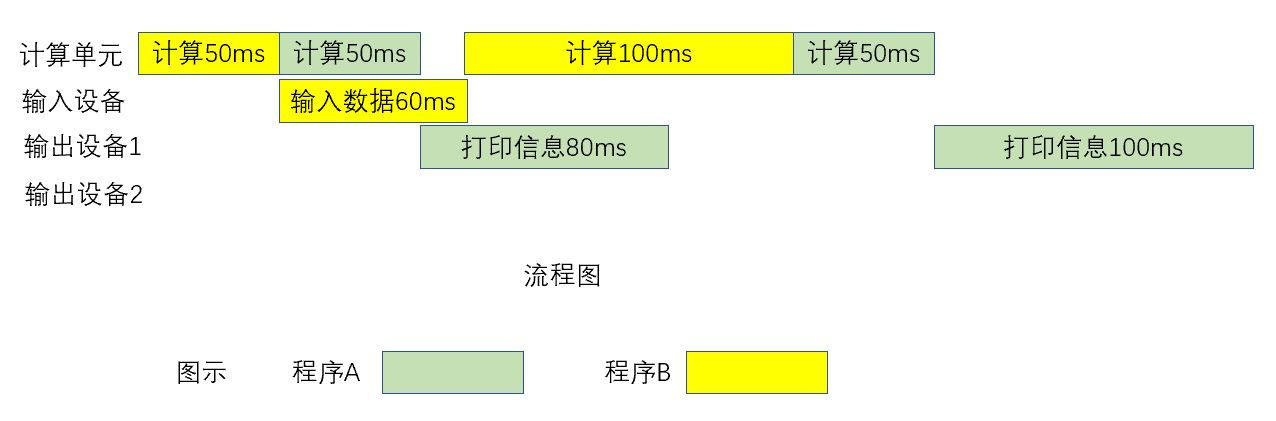 计算单元 计算50ms 计算50ms 计算100ms 计算50ms
输入设备 输入数据60ms
输出设备1 打印信息80ms 打印信息100ms
输出设备2
流程图
图示 程序A 程序B